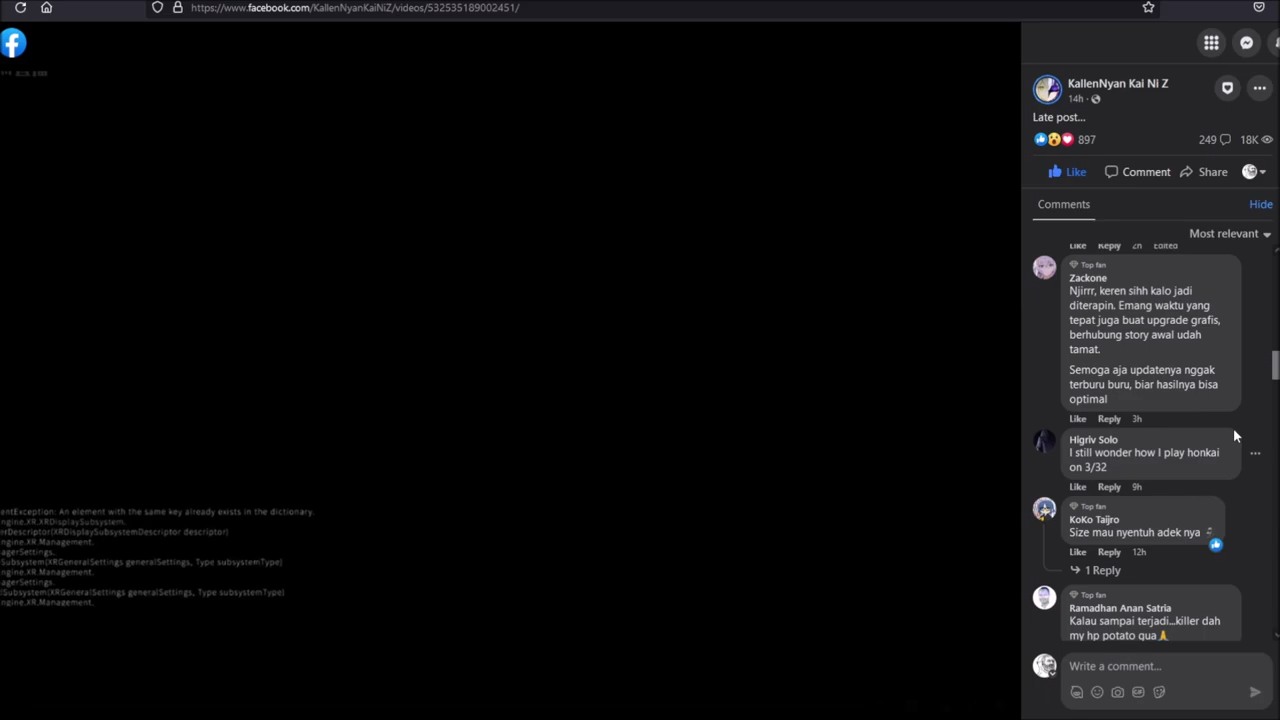 https://www.facebook.com/KallenNyanKaiNiZ/videos/532535189002451/
KallenNyan Kai Ni Z
14h
Late post...
897
249
18K
Like
Comment
Share
Comments
Hide
Most relevant
Like Reply 2h Edited
Top fan
Zackone
Njirrr, keren sihh kalo jadi
diterapin. Emang waktu yang
tepat juga buat upgrade grafis,
berhubung story awal udah
tamat.
Semoga aja updatenya nggak
terburu buru, biar hasilnya bisa
optimal
Like Reply 3h
Higriv Solo
I still wonder how I play honkai
on 3/32
Like Reply 9h
Top fan
KoKo Taijro
Size mau nyentuh adek nya
Like Reply 12h
1 Reply
Top fan
Ramadhan Anan Satria
Kalau sampai terjadi...killer dah
my hp potato qua🙏
Write a comment...
entException: An element with the same key already exists in the dictionary.
ngine.XR.XRDisplaySubsystem.
erDescriptor(XRDisplaySubsystemDescriptor descriptor)
ngine.XR.Management.
agerSettings.
Subsystem(XRGeneralSettings generalSettings, Type subsystemType)
ngine.XR.Management.
agerSettings.
Subsystem(XRGeneralSettings generalSettings, Type subsystemType)
ngine.XR.Management.